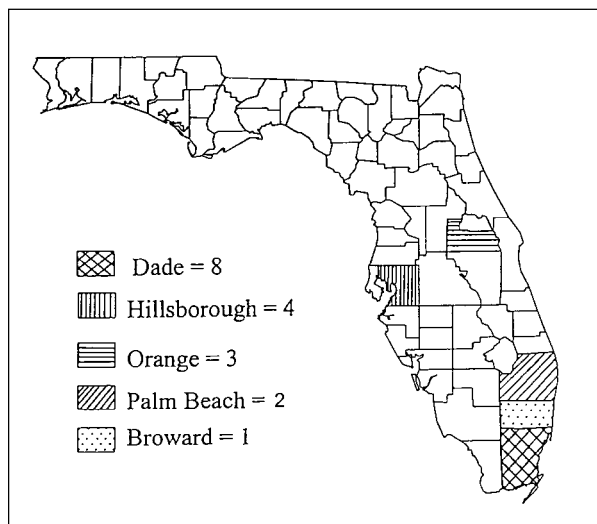 Dade = 8
Hillsborough = 4
Orange = 3
Palm Beach = 2
Broward = 1